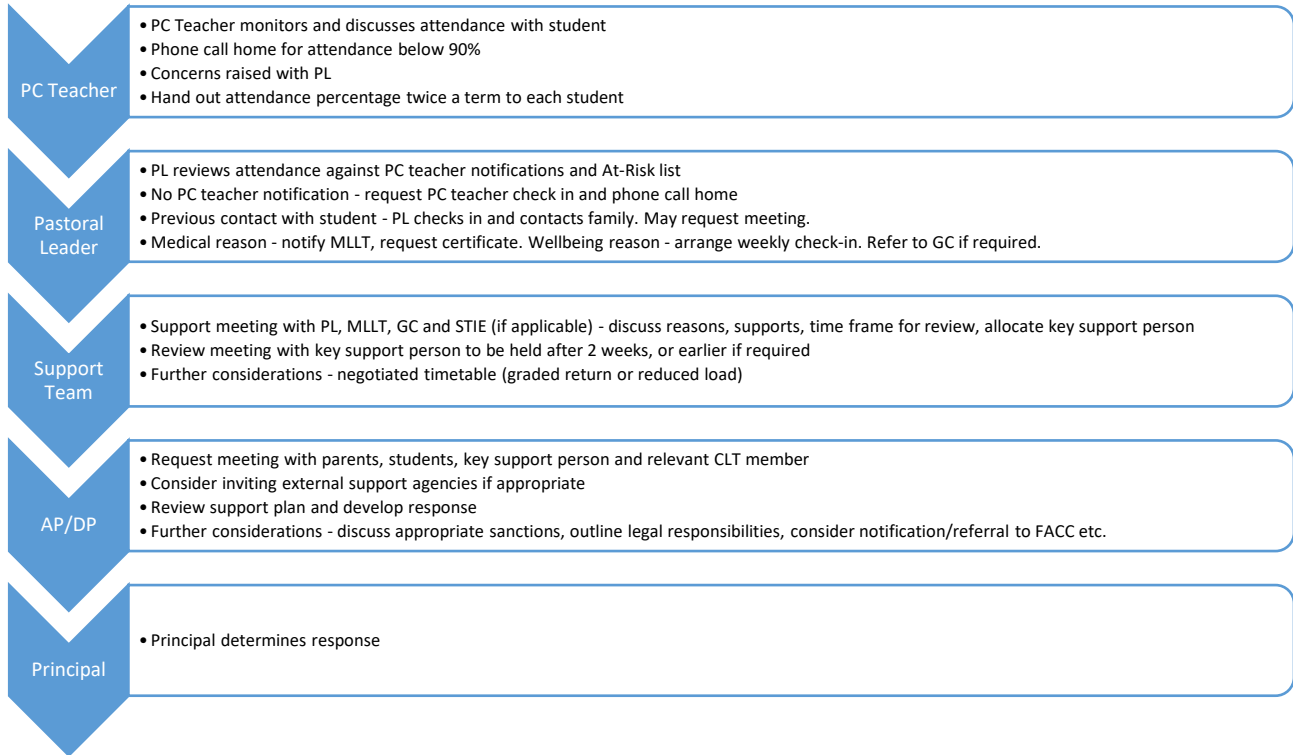 PC Teacher
• PC Teacher monitors and discusses attendance with student
• Phone call home for attendance below 90%
• Concerns raised with PL
• Hand out attendance percentage twice a term to each student
Pastoral
Leader
• PL reviews attendance against PC teacher notifications and At-Risk list
• No PC teacher notification - request PC teacher check in and phone call home
• Previous contact with student - PL checks in and contacts family. May request meeting.
• Medical reason - notify MLLT, request certificate. Wellbeing reason - arrange weekly check-in. Refer to GC if required.
Support
Team
• Support meeting with PL, MLLT, GC and STIE (if applicable) - discuss reasons, supports, time frame for review, allocate key support person
• Review meeting with key support person to be held after 2 weeks, or earlier if required
• Further considerations - negotiated timetable (graded return or reduced load)
AP/DP
• Request meeting with parents, students, key support person and relevant CLT member
• Consider inviting external support agencies if appropriate
• Review support plan and develop response
• Further considerations - discuss appropriate sanctions, outline legal responsibilities, consider notification/referral to FACC etc.
Principal
• Principal determines response